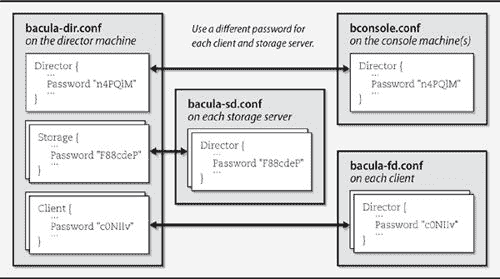 bacula-dir.conf
on the director machine
Director {
...
Password "n4PQlM"
...
}
Storage {
...
Password "F88cdeP"
...
}
Client {
...
Password "c0NIIv"
...
}
Use a different password for
each client and storage server.
bacula-sd.conf
on each storage server
Director {
...
Password "F88cdeP"
...
}
bconsole.conf
on the console machine(s)
Director {
...
Password "n4PQlM"
...
}
bacula-fd.conf
on each client
Director {
...
Password "c0NIIv"
...
}